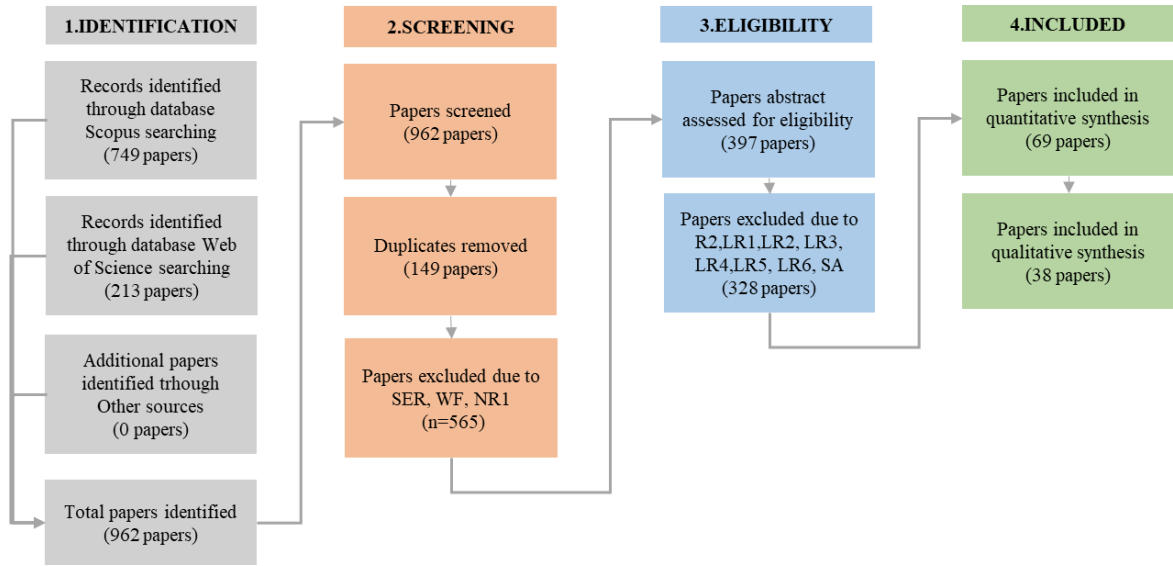 1.IDENTIFICATION
Records identified
through database
Scopus searching
(749 papers)
Records identified
through database Web
of Science searching
(213 papers)
Additional papers
identified trhough
Other sources
(0 papers)
Total papers identified
(962 papers)
2.SCREENING
Papers screened
(962 papers)
Duplicates removed
(149 papers)
Papers excluded due to
SER, WF, NR1
(n=565)
3.ELIGIBILITY
Papers abstract
assessed for eligibility
(397 papers)
Papers excluded due to
R2,LR1,LR2, LR3,
LR4,LR5, LR6, SA
(328 papers)
4.INCLUDED
Papers included in
quantitative synthesis
(69 papers)
Papers included in
qualitative synthesis
(38 papers)